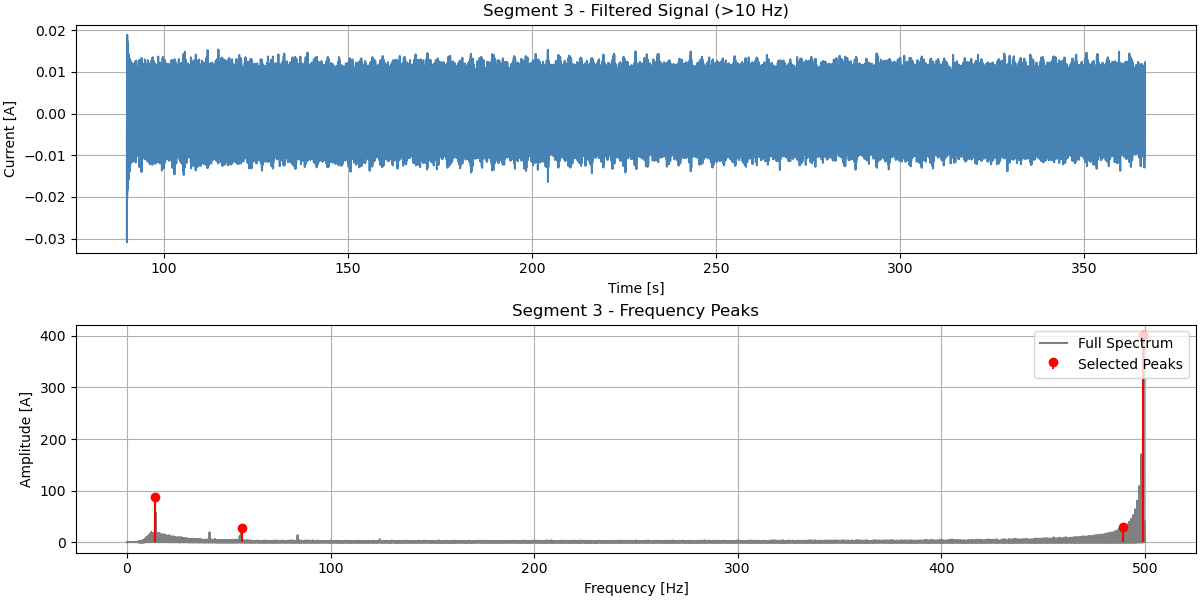 Segment 3 - Filtered Signal (>10 Hz)
0.02
0.01
0.00
−0.01
−0.02
−0.03
Current [A]
100 150 200 250 300 350
Time [s]
Segment 3 - Frequency Peaks
400
300
200
100
0
Amplitude [A]
Full Spectrum
Selected Peaks
0 100 200 300 400 500
Frequency [Hz]